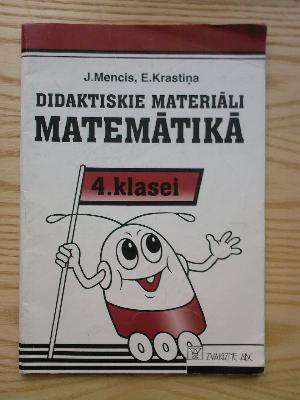 J.Mencis, E.Krastiņa
DIDAKTISKIE MATERIĀLI
MATEMĀTIKĀ
4.klasei
ZVAIGZNE ABC